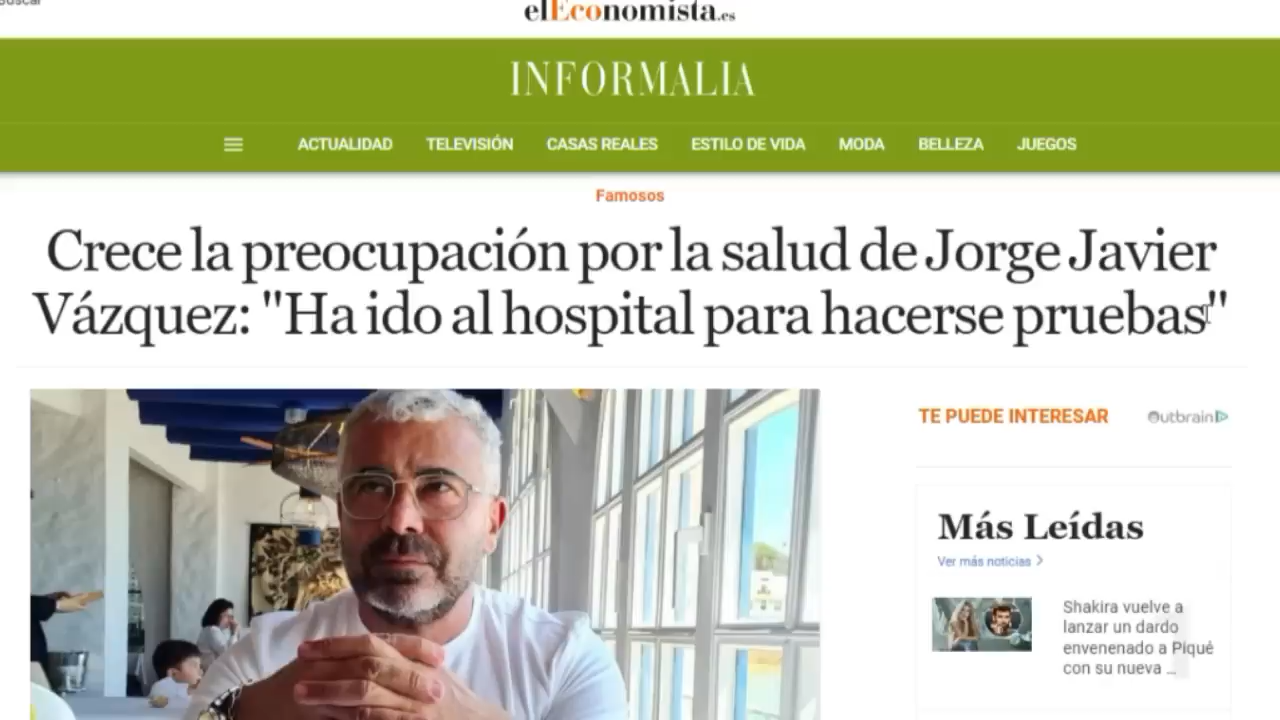 Buscar
elEconomista.es
INFORMALIA
ACTUALIDAD TELEVISIÓN CASAS REALES ESTILO DE VIDA MODA BELLEZA JUEGOS
Famosos
Crece la preocupación por la salud de Jorge Javier
Vázquez: "Ha ido al hospital para hacerse pruebas"
TE PUEDE INTERESAR
Outbrain
Más Leídas
Ver más noticias
Shakira vuelve a
lanzar un dardo
envenenado a Piqué
con su nueva ...